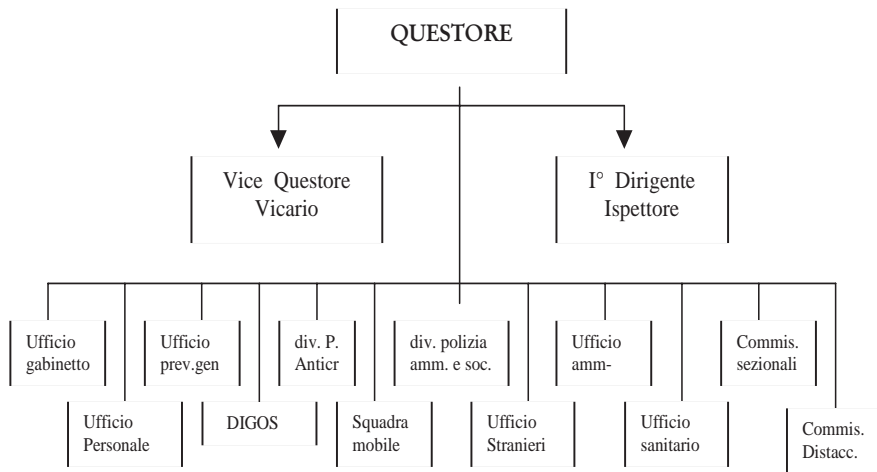 QUESTORE
Vice Questore
Vicario
I° Dirigente
Ispettore
Ufficio
gabinetto
Ufficio
prev.gen
div. P.
Anticr
div. polizia
amm. e soc.
Ufficio
amm-
Commis.
sezionali
Ufficio
Personale
DIGOS
Squadra
mobile
Ufficio
Stranieri
Ufficio
sanitario
Commis.
Distacc.